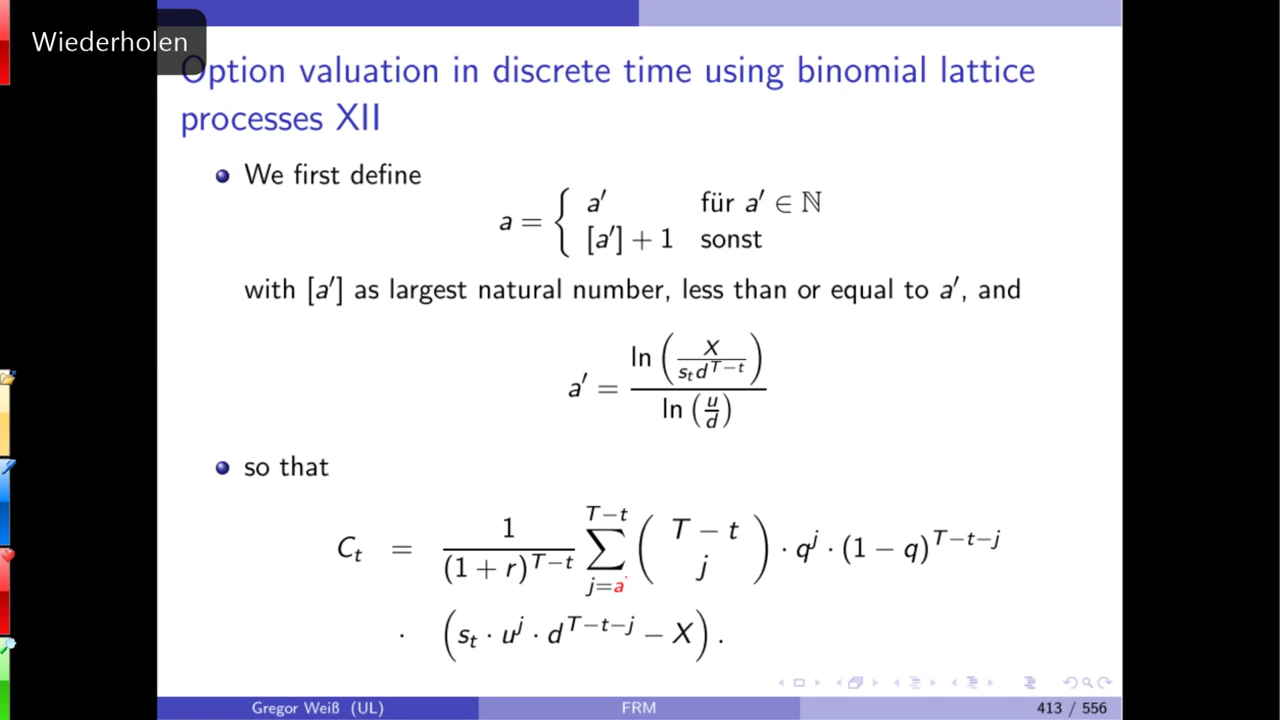 Wiederholen
Option valuation in discrete time using binomial lattice
processes XII
We first define
a = { a′ für a′ ∈ ℕ
[a′] + 1 sonst
with [a′] as largest natural number, less than or equal to a′, and
a′ = ln(X / (s_t d^{T−t})) / ln(u/d)
so that
C_t = 1/(1 + r)^{T−t} ∑_{j=a}^{T−t} (T − t over j) · q^j · (1 − q)^{T−t−j}
· (s_t · u^j · d^{T−t−j} − X).
Gregor Weiß (UL) FRM 413 / 556